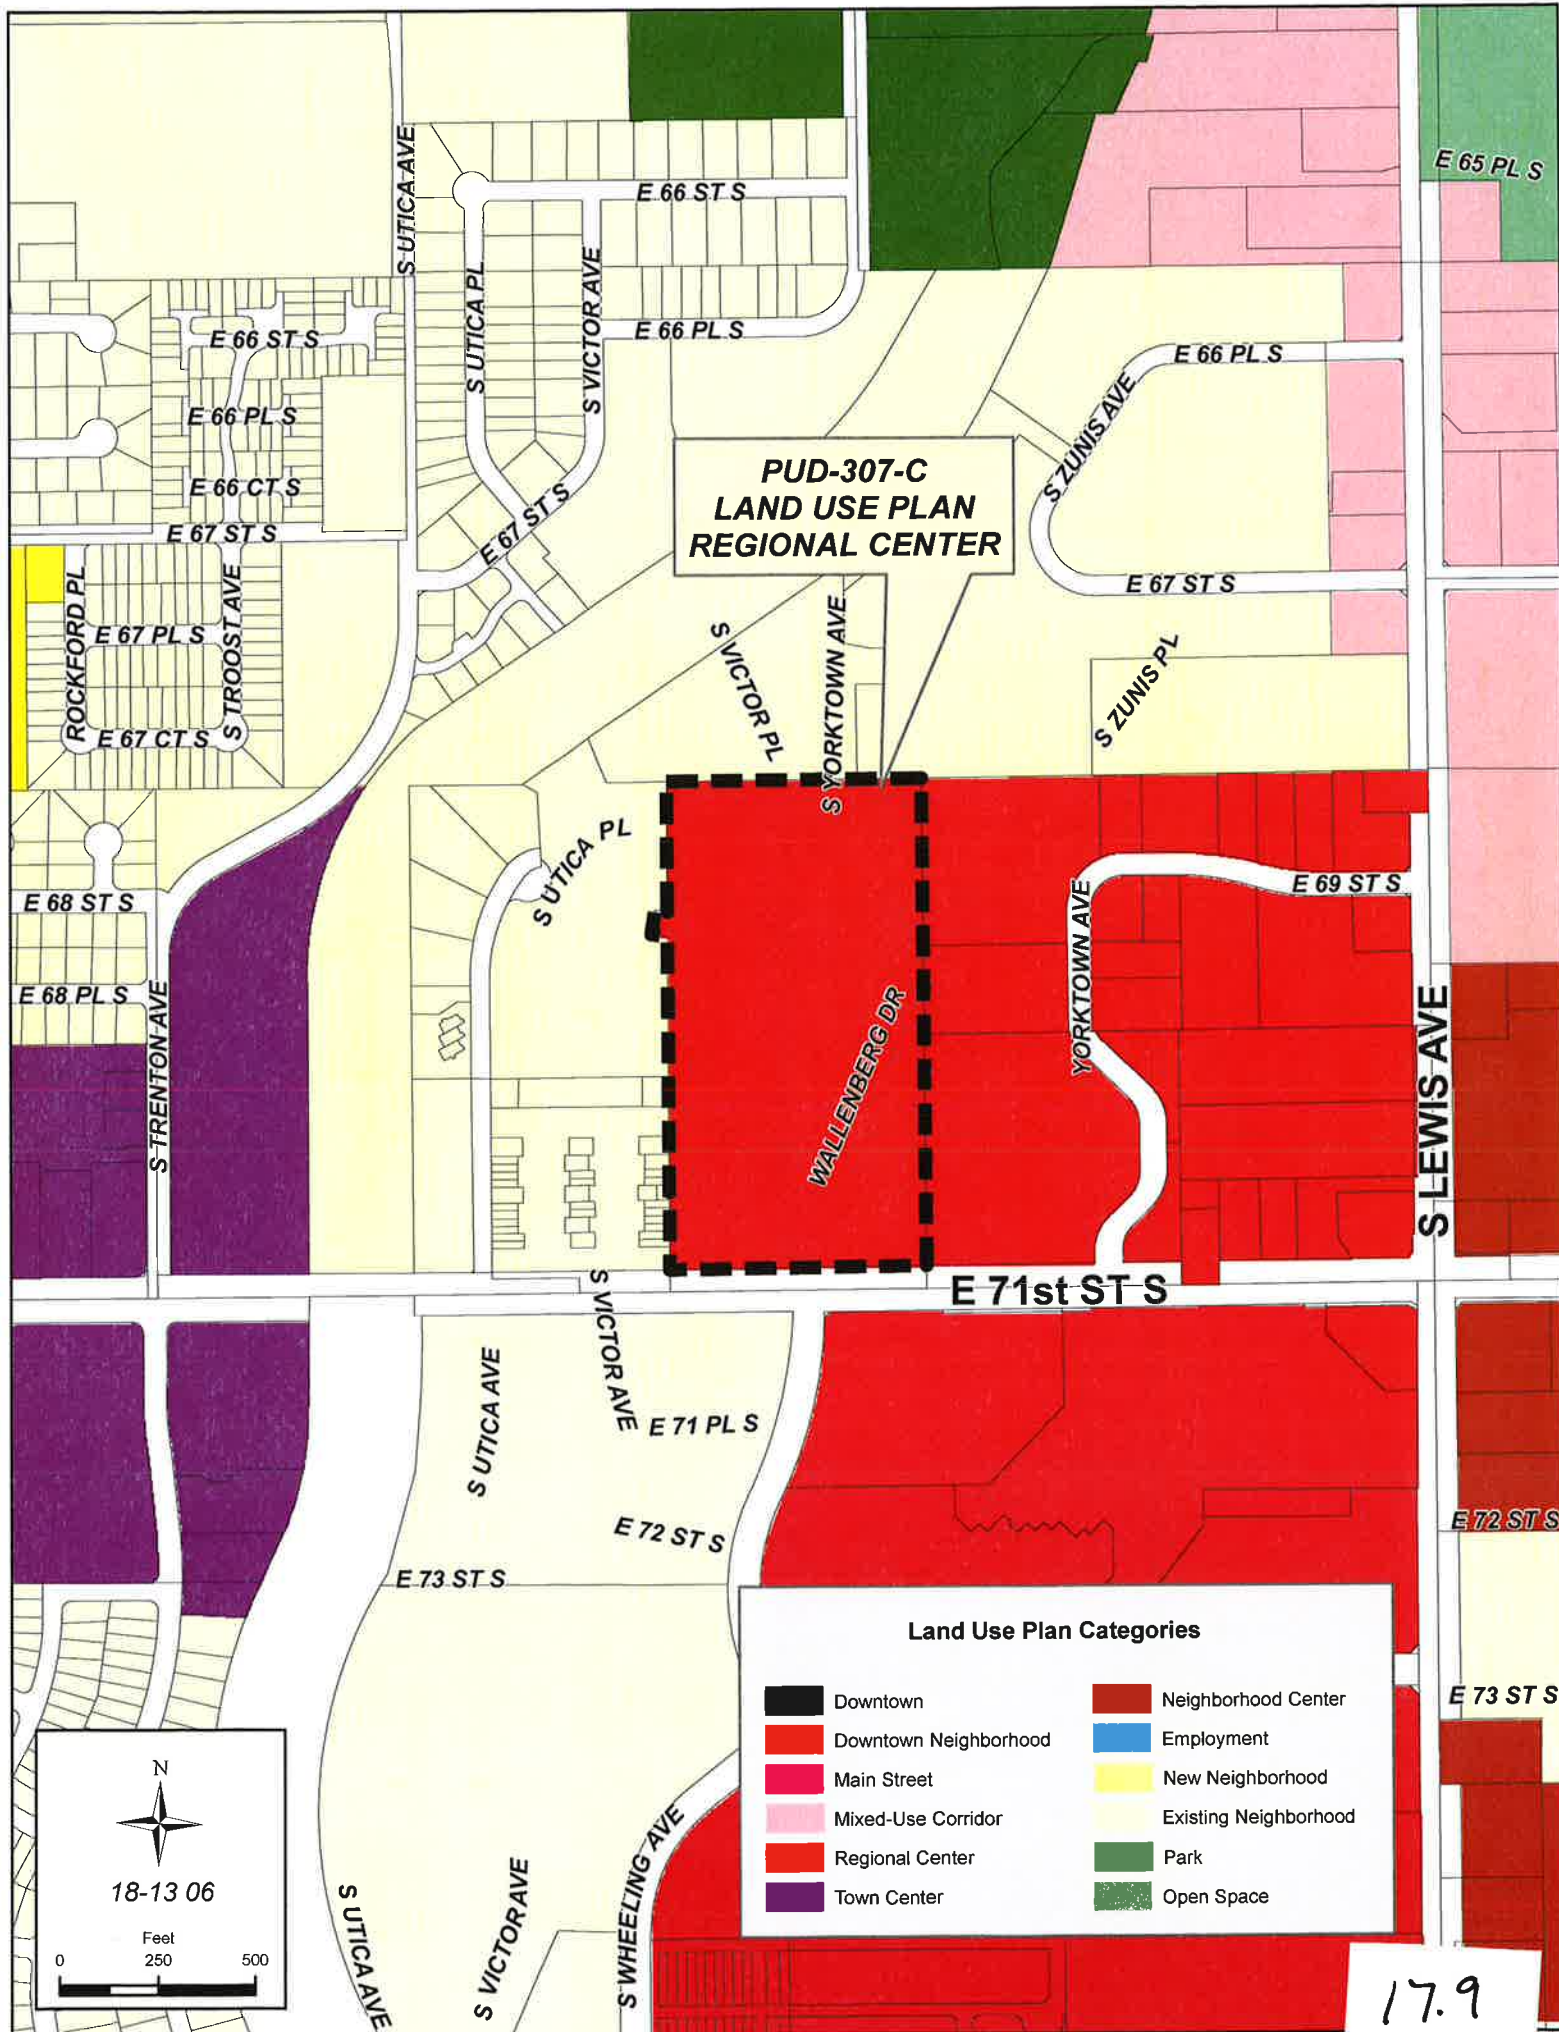 S UTICA AVE
E 65 PL S
E 66 ST S
S UTICA PL
S VICTOR AVE
E 66 PL S
E 66 ST S
E 66 PL S
E 66 CT S
E 67 ST S
E 67 ST S
E 66 PL S
S ZUNIS AVE
E 67 ST S
PUD-307-C
LAND USE PLAN
REGIONAL CENTER
ROCKFORD PL
E 67 PL S
S TROOST AVE
E 67 CT S
S VICTOR PL
S YORKTOWN AVE
S ZUNIS PL
S UTICA PL
E 68 ST S
E 68 PL S
S TRENTON AVE
YORKTOWN AVE
E 69 ST S
WALLENBERG DR
S LEWIS AVE
E 71st ST S
S VICTOR AVE
S UTICA AVE
E 71 PL S
E 72 ST S
E 72 ST S
E 73 ST S
E 73 ST S
Land Use Plan Categories
Downtown
Downtown Neighborhood
Main Street
Mixed-Use Corridor
Regional Center
Town Center
Neighborhood Center
Employment
New Neighborhood
Existing Neighborhood
Park
Open Space
N
18-13 06
Feet
0 250 500
S UTICA AVE
S VICTOR AVE
S WHEELING AVE
17.9